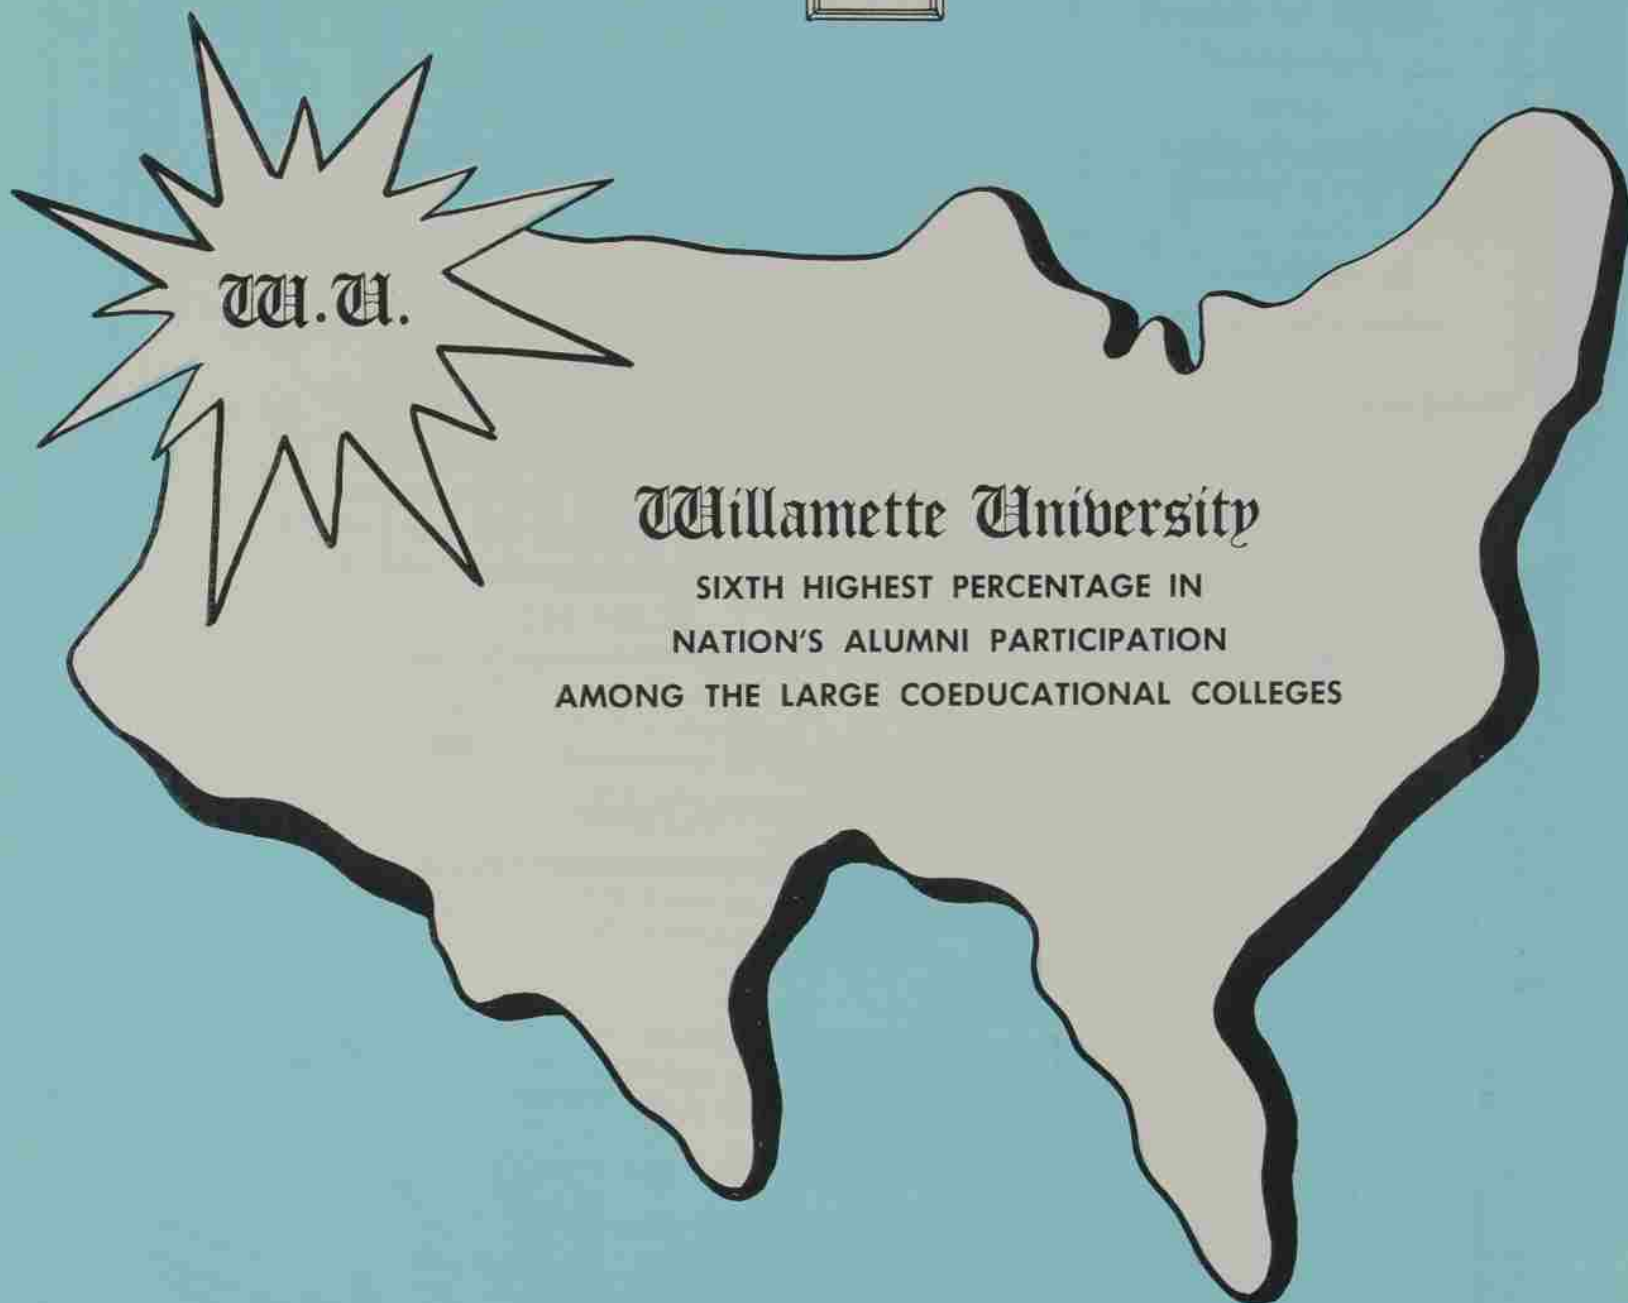 W.U.
Willamette University
SIXTH HIGHEST PERCENTAGE IN
NATION'S ALUMNI PARTICIPATION
AMONG THE LARGE COEDUCATIONAL COLLEGES